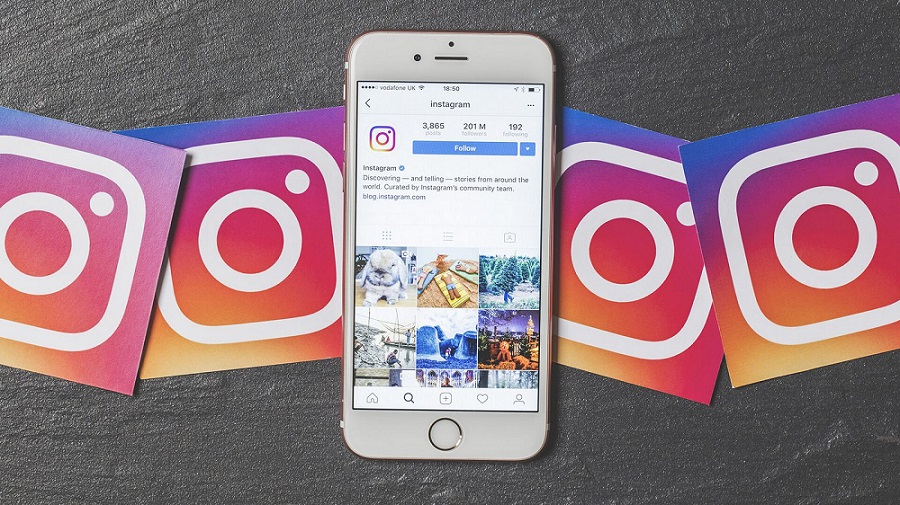 vodafone UK 18:50
instagram
3,865 201 M 192
posts followers following
Follow
Instagram
Discovering — and telling — stories from around the
world. Curated by Instagram's community team.
blog.instagram.com